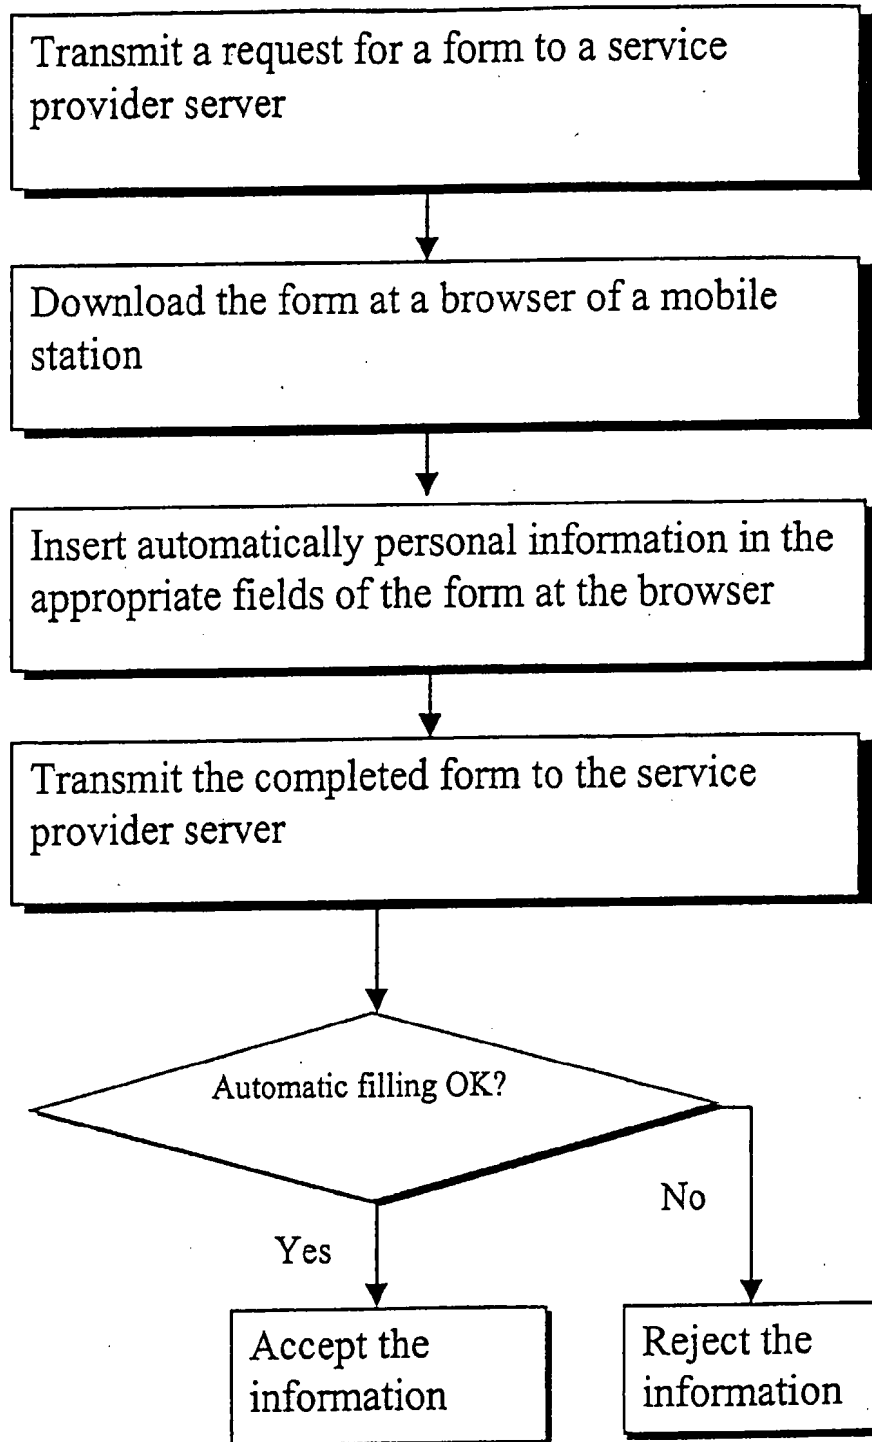 Transmit a request for a form to a service
provider server
Download the form at a browser of a mobile
station
Insert automatically personal information in the
appropriate fields of the form at the browser
Transmit the completed form to the service
provider server
Automatic filling OK?
No
Yes
Accept the
information
Reject the
information